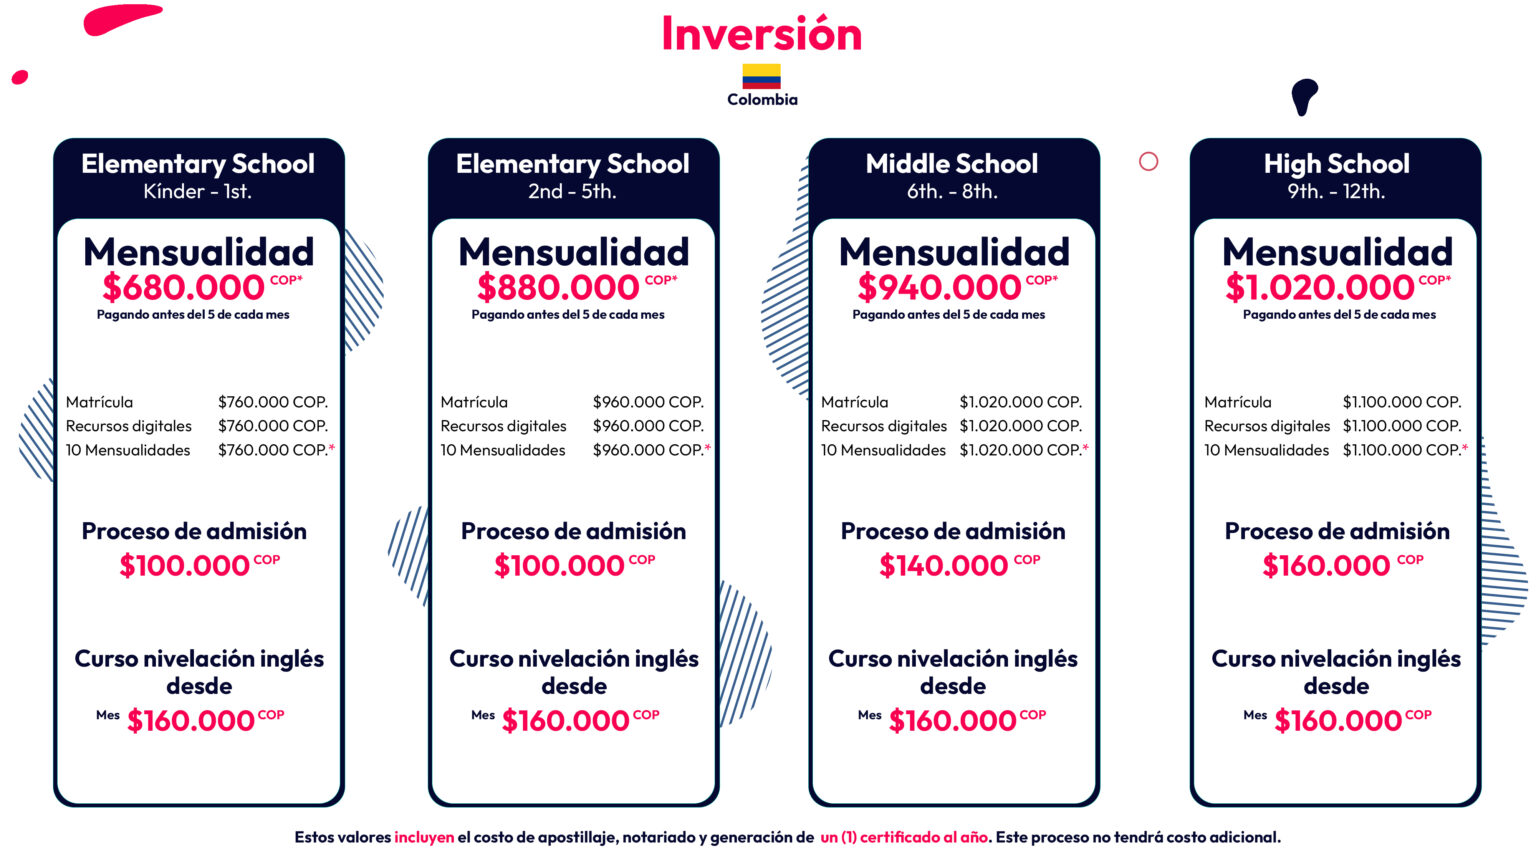 Inversión
Colombia
Elementary School
Kínder - 1st.
Mensualidad
$680.000 COP*
Pagando antes del 5 de cada mes
Matrícula $760.000 COP.
Recursos digitales $760.000 COP.
10 Mensualidades $760.000 COP.*
Proceso de admisión
$100.000 COP
Curso nivelación inglés
desde
Mes $160.000 COP
Elementary School
2nd - 5th.
Mensualidad
$880.000 COP*
Pagando antes del 5 de cada mes
Matrícula $960.000 COP.
Recursos digitales $960.000 COP.
10 Mensualidades $960.000 COP.*
Proceso de admisión
$100.000 COP
Curso nivelación inglés
desde
Mes $160.000 COP
Middle School
6th. - 8th.
Mensualidad
$940.000 COP*
Pagando antes del 5 de cada mes
Matrícula $1.020.000 COP.
Recursos digitales $1.020.000 COP.
10 Mensualidades $1.020.000 COP.*
Proceso de admisión
$140.000 COP
Curso nivelación inglés
desde
Mes $160.000 COP
High School
9th. - 12th.
Mensualidad
$1.020.000 COP*
Pagando antes del 5 de cada mes
Matrícula $1.100.000 COP.
Recursos digitales $1.100.000 COP.
10 Mensualidades $1.100.000 COP.*
Proceso de admisión
$160.000 COP
Curso nivelación inglés
desde
Mes $160.000 COP
Estos valores incluyen el costo de apostillaje, notariado y generación de un (1) certificado al año. Este proceso no tendrá costo adicional.